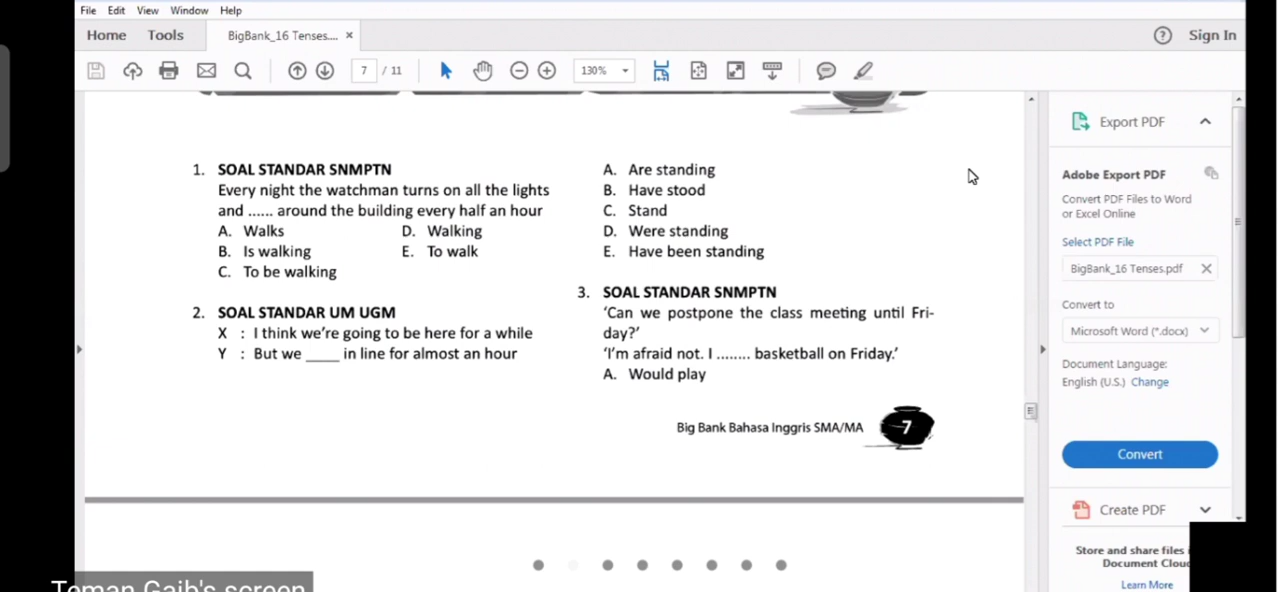 File Edit View Window Help
Home Tools BigBank_16 Tenses.... × ? Sign In
7 / 11 130%
1. SOAL STANDAR SNMPTN
Every night the watchman turns on all the lights
and ...... around the building every half an hour
A. Walks D. Walking
B. Is walking E. To walk
C. To be walking
2. SOAL STANDAR UM UGM
X : I think we're going to be here for a while
Y : But we ____ in line for almost an hour
A. Are standing
B. Have stood
C. Stand
D. Were standing
E. Have been standing
3. SOAL STANDAR SNMPTN
'Can we postpone the class meeting until Fri-
day?'
'I'm afraid not. I ........ basketball on Friday.'
A. Would play
Big Bank Bahasa Inggris SMA/MA 7
Export PDF
Adobe Export PDF
Convert PDF Files to Word
or Excel Online
Select PDF File
BigBank_16 Tenses.pdf ×
Convert to
Microsoft Word (*.docx)
Document Language:
English (U.S.) Change
Convert
Create PDF
Store and share files
Document Cloud
Learn More
Teman Gaib's screen